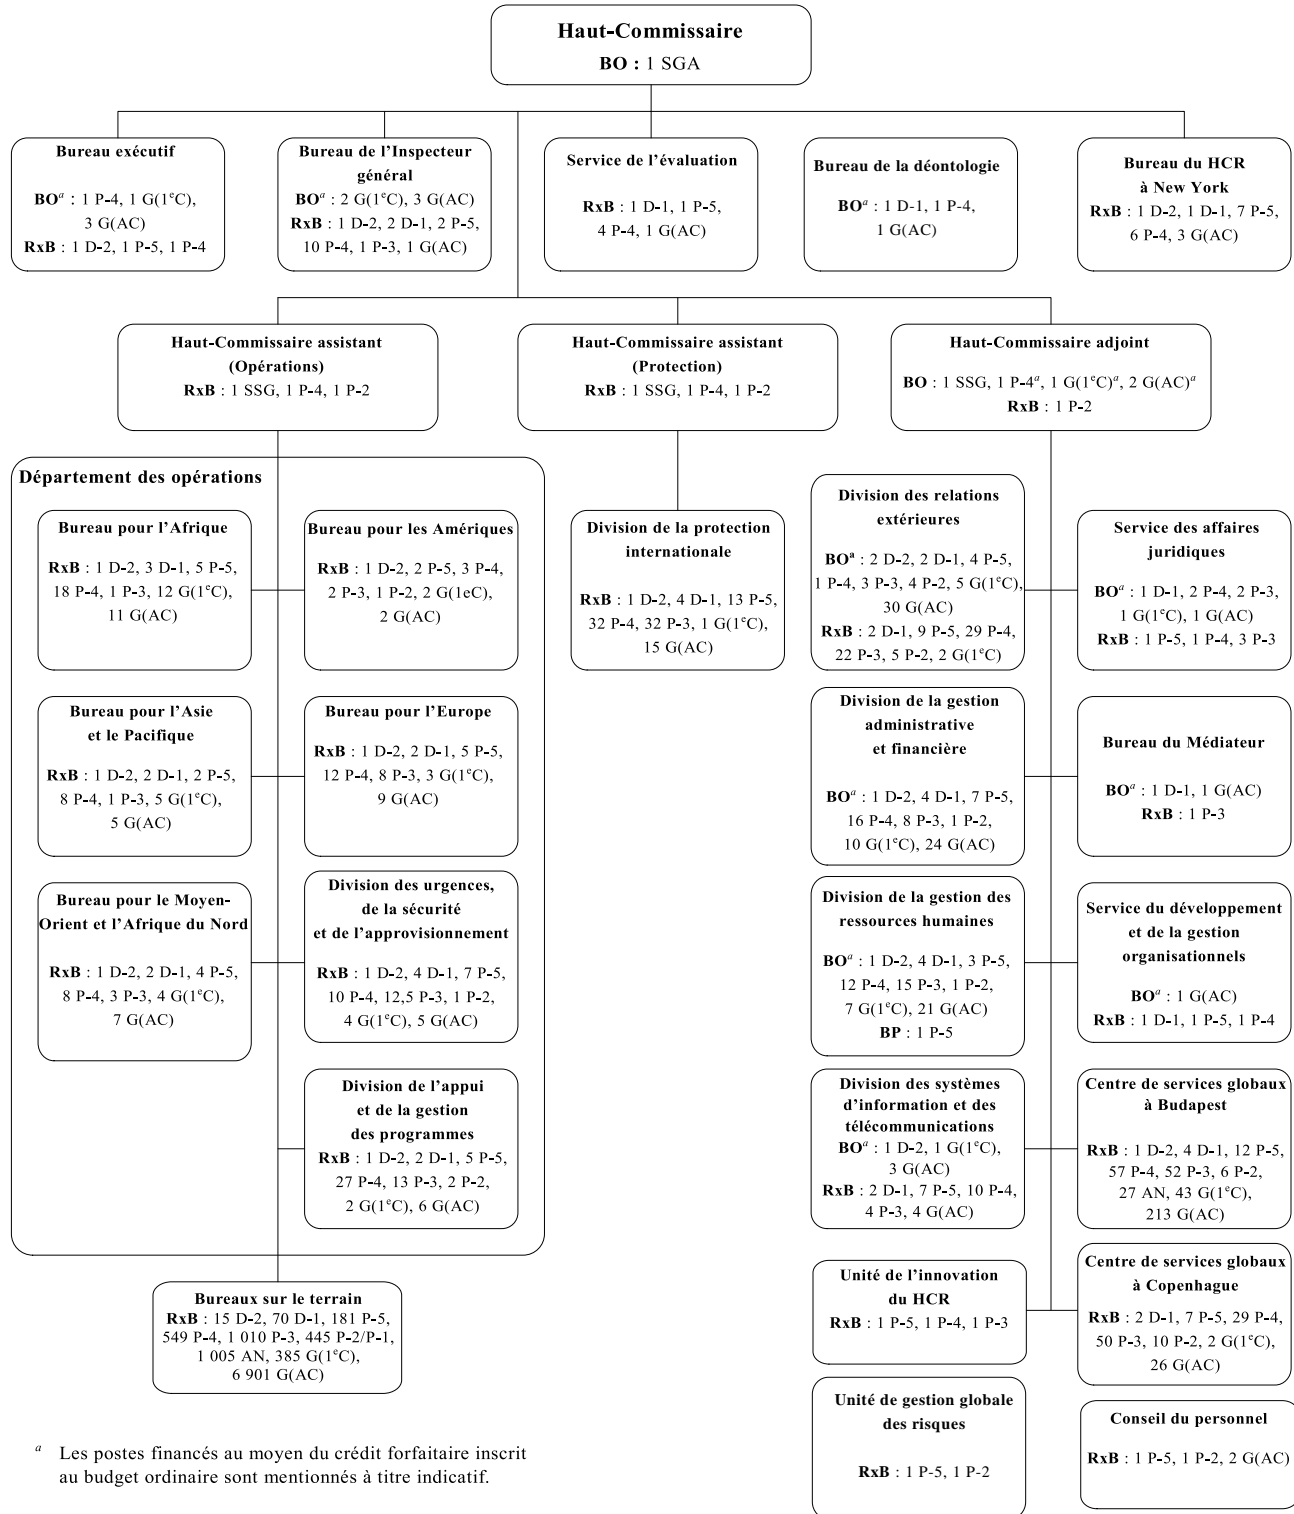 Haut-Commissaire
BO : 1 SGA
Bureau exécutif
BOᵃ : 1 P-4, 1 G(1ᵉC),
3 G(AC)
RxB : 1 D-2, 1 P-5, 1 P-4
Bureau de l’Inspecteur
général
BOᵃ : 2 G(1ᵉC), 3 G(AC)
RxB : 1 D-2, 2 D-1, 2 P-5,
10 P-4, 1 P-3, 1 G(AC)
Service de l’évaluation
RxB : 1 D-1, 1 P-5,
4 P-4, 1 G(AC)
Bureau de la déontologie
BOᵃ : 1 D-1, 1 P-4,
1 G(AC)
Bureau du HCR
à New York
RxB : 1 D-2, 1 D-1, 7 P-5,
6 P-4, 3 G(AC)
Haut-Commissaire assistant
(Opérations)
RxB : 1 SSG, 1 P-4, 1 P-2
Haut-Commissaire assistant
(Protection)
RxB : 1 SSG, 1 P-4, 1 P-2
Haut-Commissaire adjoint
BO : 1 SSG, 1 P-4ᵃ, 1 G(1ᵉC)ᵃ, 2 G(AC)ᵃ
RxB : 1 P-2
Département des opérations
Bureau pour l’Afrique
RxB : 1 D-2, 3 D-1, 5 P-5,
18 P-4, 1 P-3, 12 G(1ᵉC),
11 G(AC)
Bureau pour les Amériques
RxB : 1 D-2, 2 P-5, 3 P-4,
2 P-3, 1 P-2, 2 G(1eC),
2 G(AC)
Bureau pour l’Asie
et le Pacifique
RxB : 1 D-2, 2 D-1, 2 P-5,
8 P-4, 1 P-3, 5 G(1ᵉC),
5 G(AC)
Bureau pour l’Europe
RxB : 1 D-2, 2 D-1, 5 P-5,
12 P-4, 8 P-3, 3 G(1ᵉC),
9 G(AC)
Bureau pour le Moyen-
Orient et l’Afrique du Nord
RxB : 1 D-2, 2 D-1, 4 P-5,
8 P-4, 3 P-3, 4 G(1ᵉC),
7 G(AC)
Division des urgences,
de la sécurité
et de l’approvisionnement
RxB : 1 D-2, 4 D-1, 7 P-5,
10 P-4, 12,5 P-3, 1 P-2,
4 G(1ᵉC), 5 G(AC)
Division de l’appui
et de la gestion
des programmes
RxB : 1 D-2, 2 D-1, 5 P-5,
27 P-4, 13 P-3, 2 P-2,
2 G(1ᵉC), 6 G(AC)
Bureaux sur le terrain
RxB : 15 D-2, 70 D-1, 181 P-5,
549 P-4, 1 010 P-3, 445 P-2/P-1,
1 005 AN, 385 G(1ᵉC),
6 901 G(AC)
Division de la protection
internationale
RxB : 1 D-2, 4 D-1, 13 P-5,
32 P-4, 32 P-3, 1 G(1ᵉC),
15 G(AC)
Division des relations
extérieures
BOᵃ : 2 D-2, 2 D-1, 4 P-5,
1 P-4, 3 P-3, 4 P-2, 5 G(1ᵉC),
30 G(AC)
RxB : 2 D-1, 9 P-5, 29 P-4,
22 P-3, 5 P-2, 2 G(1ᵉC)
Service des affaires
juridiques
BOᵃ : 1 D-1, 2 P-4, 2 P-3,
1 G(1ᵉC), 1 G(AC)
RxB : 1 P-5, 1 P-4, 3 P-3
Division de la gestion
administrative
et financière
BOᵃ : 1 D-2, 4 D-1, 7 P-5,
16 P-4, 8 P-3, 1 P-2,
10 G(1ᵉC), 24 G(AC)
Bureau du Médiateur
BOᵃ : 1 D-1, 1 G(AC)
RxB : 1 P-3
Division de la gestion des
ressources humaines
BOᵃ : 1 D-2, 4 D-1, 3 P-5,
12 P-4, 15 P-3, 1 P-2,
7 G(1ᵉC), 21 G(AC)
BP : 1 P-5
Service du développement
et de la gestion
organisationnels
BOᵃ : 1 G(AC)
RxB : 1 D-1, 1 P-5, 1 P-4
Division des systèmes
d’information et des
télécommunications
BOᵃ : 1 D-2, 1 G(1ᵉC),
3 G(AC)
RxB : 2 D-1, 7 P-5, 10 P-4,
4 P-3, 4 G(AC)
Centre de services globaux
à Budapest
RxB : 1 D-2, 4 D-1, 12 P-5,
57 P-4, 52 P-3, 6 P-2,
27 AN, 43 G(1ᵉC),
213 G(AC)
Unité de l’innovation
du HCR
RxB : 1 P-5, 1 P-4, 1 P-3
Centre de services globaux
à Copenhague
RxB : 2 D-1, 7 P-5, 29 P-4,
50 P-3, 10 P-2, 2 G(1ᵉC),
26 G(AC)
Unité de gestion globale
des risques
RxB : 1 P-5, 1 P-2
Conseil du personnel
RxB : 1 P-5, 1 P-2, 2 G(AC)
ᵃ Les postes financés au moyen du crédit forfaitaire inscrit
au budget ordinaire sont mentionnés à titre indicatif.